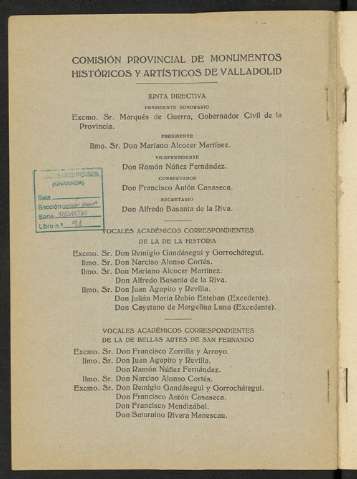 COMISIÓN PROVINCIAL DE MONUMENTOS
HISTÓRICOS Y ARTÍSTICOS DE VALLADOLID
JUNTA DIRECTIVA
PRESIDENTE HONORARIO
Excmo. Sr. Marqués de Guerra, Gobernador Civil de la
Provincia.
PRESIDENTE
Ilmo. Sr. Don Mariano Alcocer Martínez.
VICEPRESIDENTE
Don Ramón Núñez Fernández.
CONSERVADOR
Don Francisco Antón Casaseca.
SECRETARIO
Don Alfredo Basanta de la Riva.
Sala
Sección
Libro n.º
VOCALES ACADÉMICOS CORRESPONDIENTES
DE LA DE LA HISTORIA
Excmo. Sr. Don Remigio Gandásegui y Gorrochátegui.
Ilmo. Sr. Don Narciso Alonso Cortés.
Ilmo. Sr. Don Mariano Alcocer Martínez.
Don Alfredo Basanta de la Riva.
Ilmo. Sr. Don Juan Agapito y Revilla.
Don Julián María Rubio Esteban (Excedente).
Don Cayetano de Mergelina Luna (Excedente).
VOCALES ACADÉMICOS CORRESPONDIENTES
DE LA DE BELLAS ARTES DE SAN FERNANDO
Excmo. Sr. Don Francisco Zorrilla y Arroyo.
Ilmo. Sr. Don Juan Agapito y Revilla.
Don Ramón Núñez Fernández.
Ilmo. Sr. Don Narciso Alonso Cortés.
Excmo. Sr. Don Remigio Gandásegui y Gorrochátegui.
Don Francisco Antón Casaseca.
Don Francisco Mendizábal.
Don Saturnino Rivera Manescau.